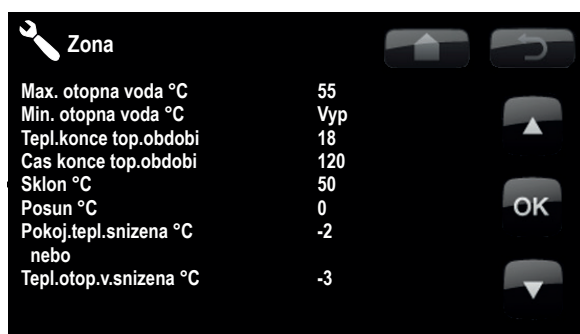 Zona
Max. otopna voda °C 55
Min. otopna voda °C Vyp
Tepl.konce top.obdobi 18
Cas konce top.obdobi 120
Sklon °C 50
Posun °C 0
Pokoj.tepl.snizena °C -2
nebo
Tepl.otop.v.snizena °C -3
OK